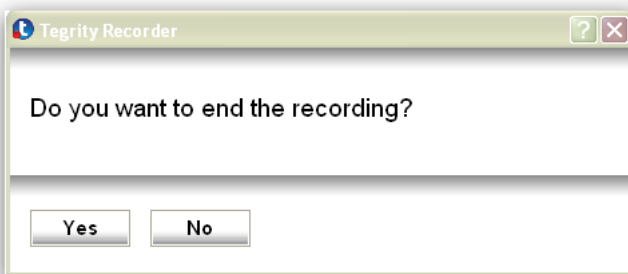 Tegrity Recorder
Do you want to end the recording?
Yes No